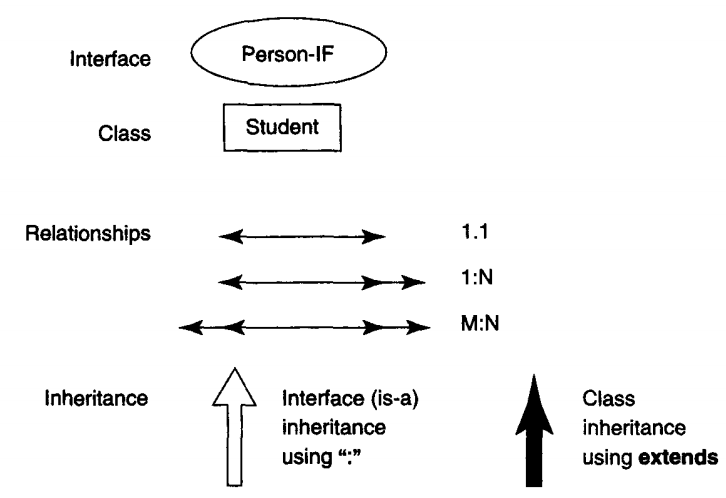 Interface Person-IF
Class Student
Relationships 1.1
1:N
M:N
Inheritance Interface (is-a) Class
inheritance inheritance
using “:” using extends